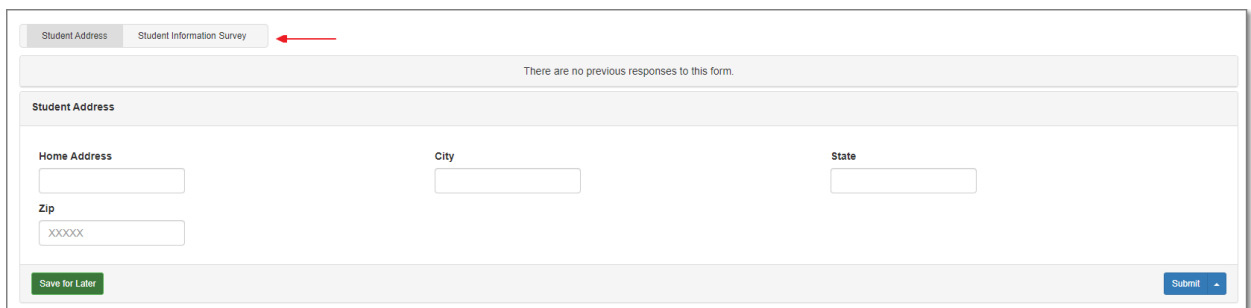 Student Address Student Information Survey
There are no previous responses to this form.
Student Address
Home Address City State
Zip
XXXXX
Save for Later Submit